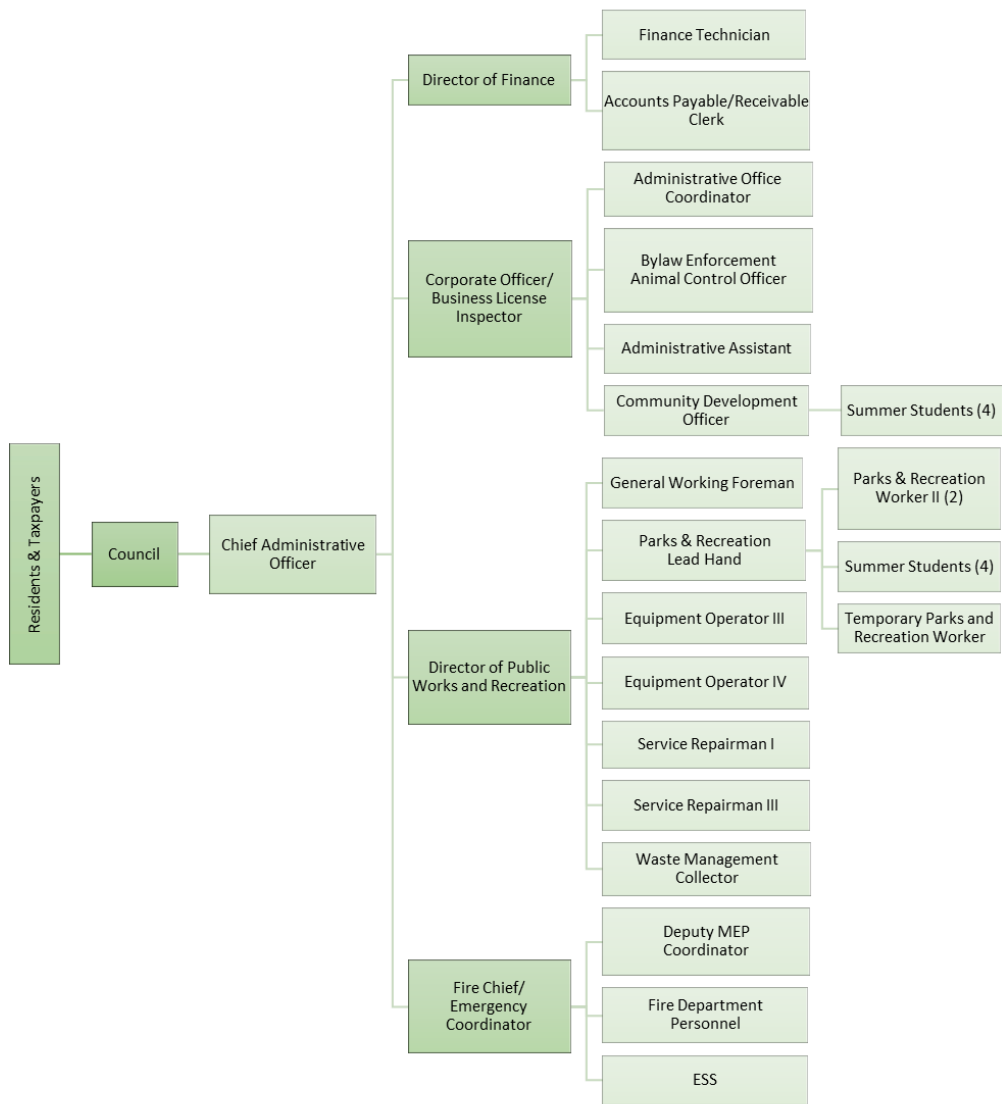 Residents & Taxpayers
Council
Chief Administrative
Officer
Director of Finance
Finance Technician
Accounts Payable/Receivable
Clerk
Corporate Officer/
Business License
Inspector
Administrative Office
Coordinator
Bylaw Enforcement
Animal Control Officer
Administrative Assistant
Community Development
Officer
Summer Students (4)
Director of Public
Works and Recreation
General Working Foreman
Parks & Recreation
Lead Hand
Parks & Recreation
Worker II (2)
Summer Students (4)
Temporary Parks and
Recreation Worker
Equipment Operator III
Equipment Operator IV
Service Repairman I
Service Repairman III
Waste Management
Collector
Fire Chief/
Emergency
Coordinator
Deputy MEP
Coordinator
Fire Department
Personnel
ESS